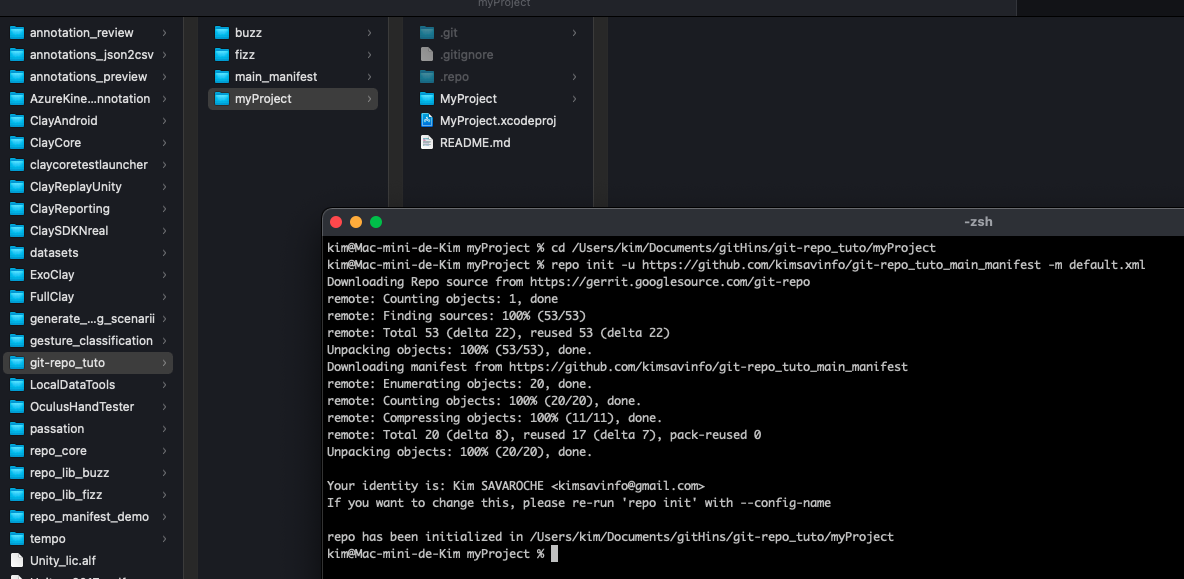 myProject
annotation_review
annotations_json2csv
annotations_preview
AzureKine...nnotation
ClayAndroid
ClayCore
claycoretestlauncher
ClayReplayUnity
ClayReporting
ClaySDKNreal
datasets
ExoClay
FullClay
generate_...g_scenarii
gesture_classification
git-repo_tuto
LocalDataTools
OculusHandTester
passation
repo_core
repo_lib_buzz
repo_lib_fizz
repo_manifest_demo
tempo
Unity_lic.alf
buzz
fizz
main_manifest
myProject
.git
.gitignore
.repo
MyProject
MyProject.xcodeproj
README.md
-zsh
kim@Mac-mini-de-Kim myProject % cd /Users/kim/Documents/gitHins/git-repo_tuto/myProject
kim@Mac-mini-de-Kim myProject % repo init -u https://github.com/kimsavinfo/git-repo_tuto_main_manifest -m default.xml
Downloading Repo source from https://gerrit.googlesource.com/git-repo
remote: Counting objects: 1, done
remote: Finding sources: 100% (53/53)
remote: Total 53 (delta 22), reused 53 (delta 22)
Unpacking objects: 100% (53/53), done.
Downloading manifest from https://github.com/kimsavinfo/git-repo_tuto_main_manifest
remote: Enumerating objects: 20, done.
remote: Counting objects: 100% (20/20), done.
remote: Compressing objects: 100% (11/11), done.
remote: Total 20 (delta 8), reused 17 (delta 7), pack-reused 0
Unpacking objects: 100% (20/20), done.
Your identity is: Kim SAVAROCHE <kimsavinfo@gmail.com>
If you want to change this, please re-run 'repo init' with --config-name
repo has been initialized in /Users/kim/Documents/gitHins/git-repo_tuto/myProject
kim@Mac-mini-de-Kim myProject %